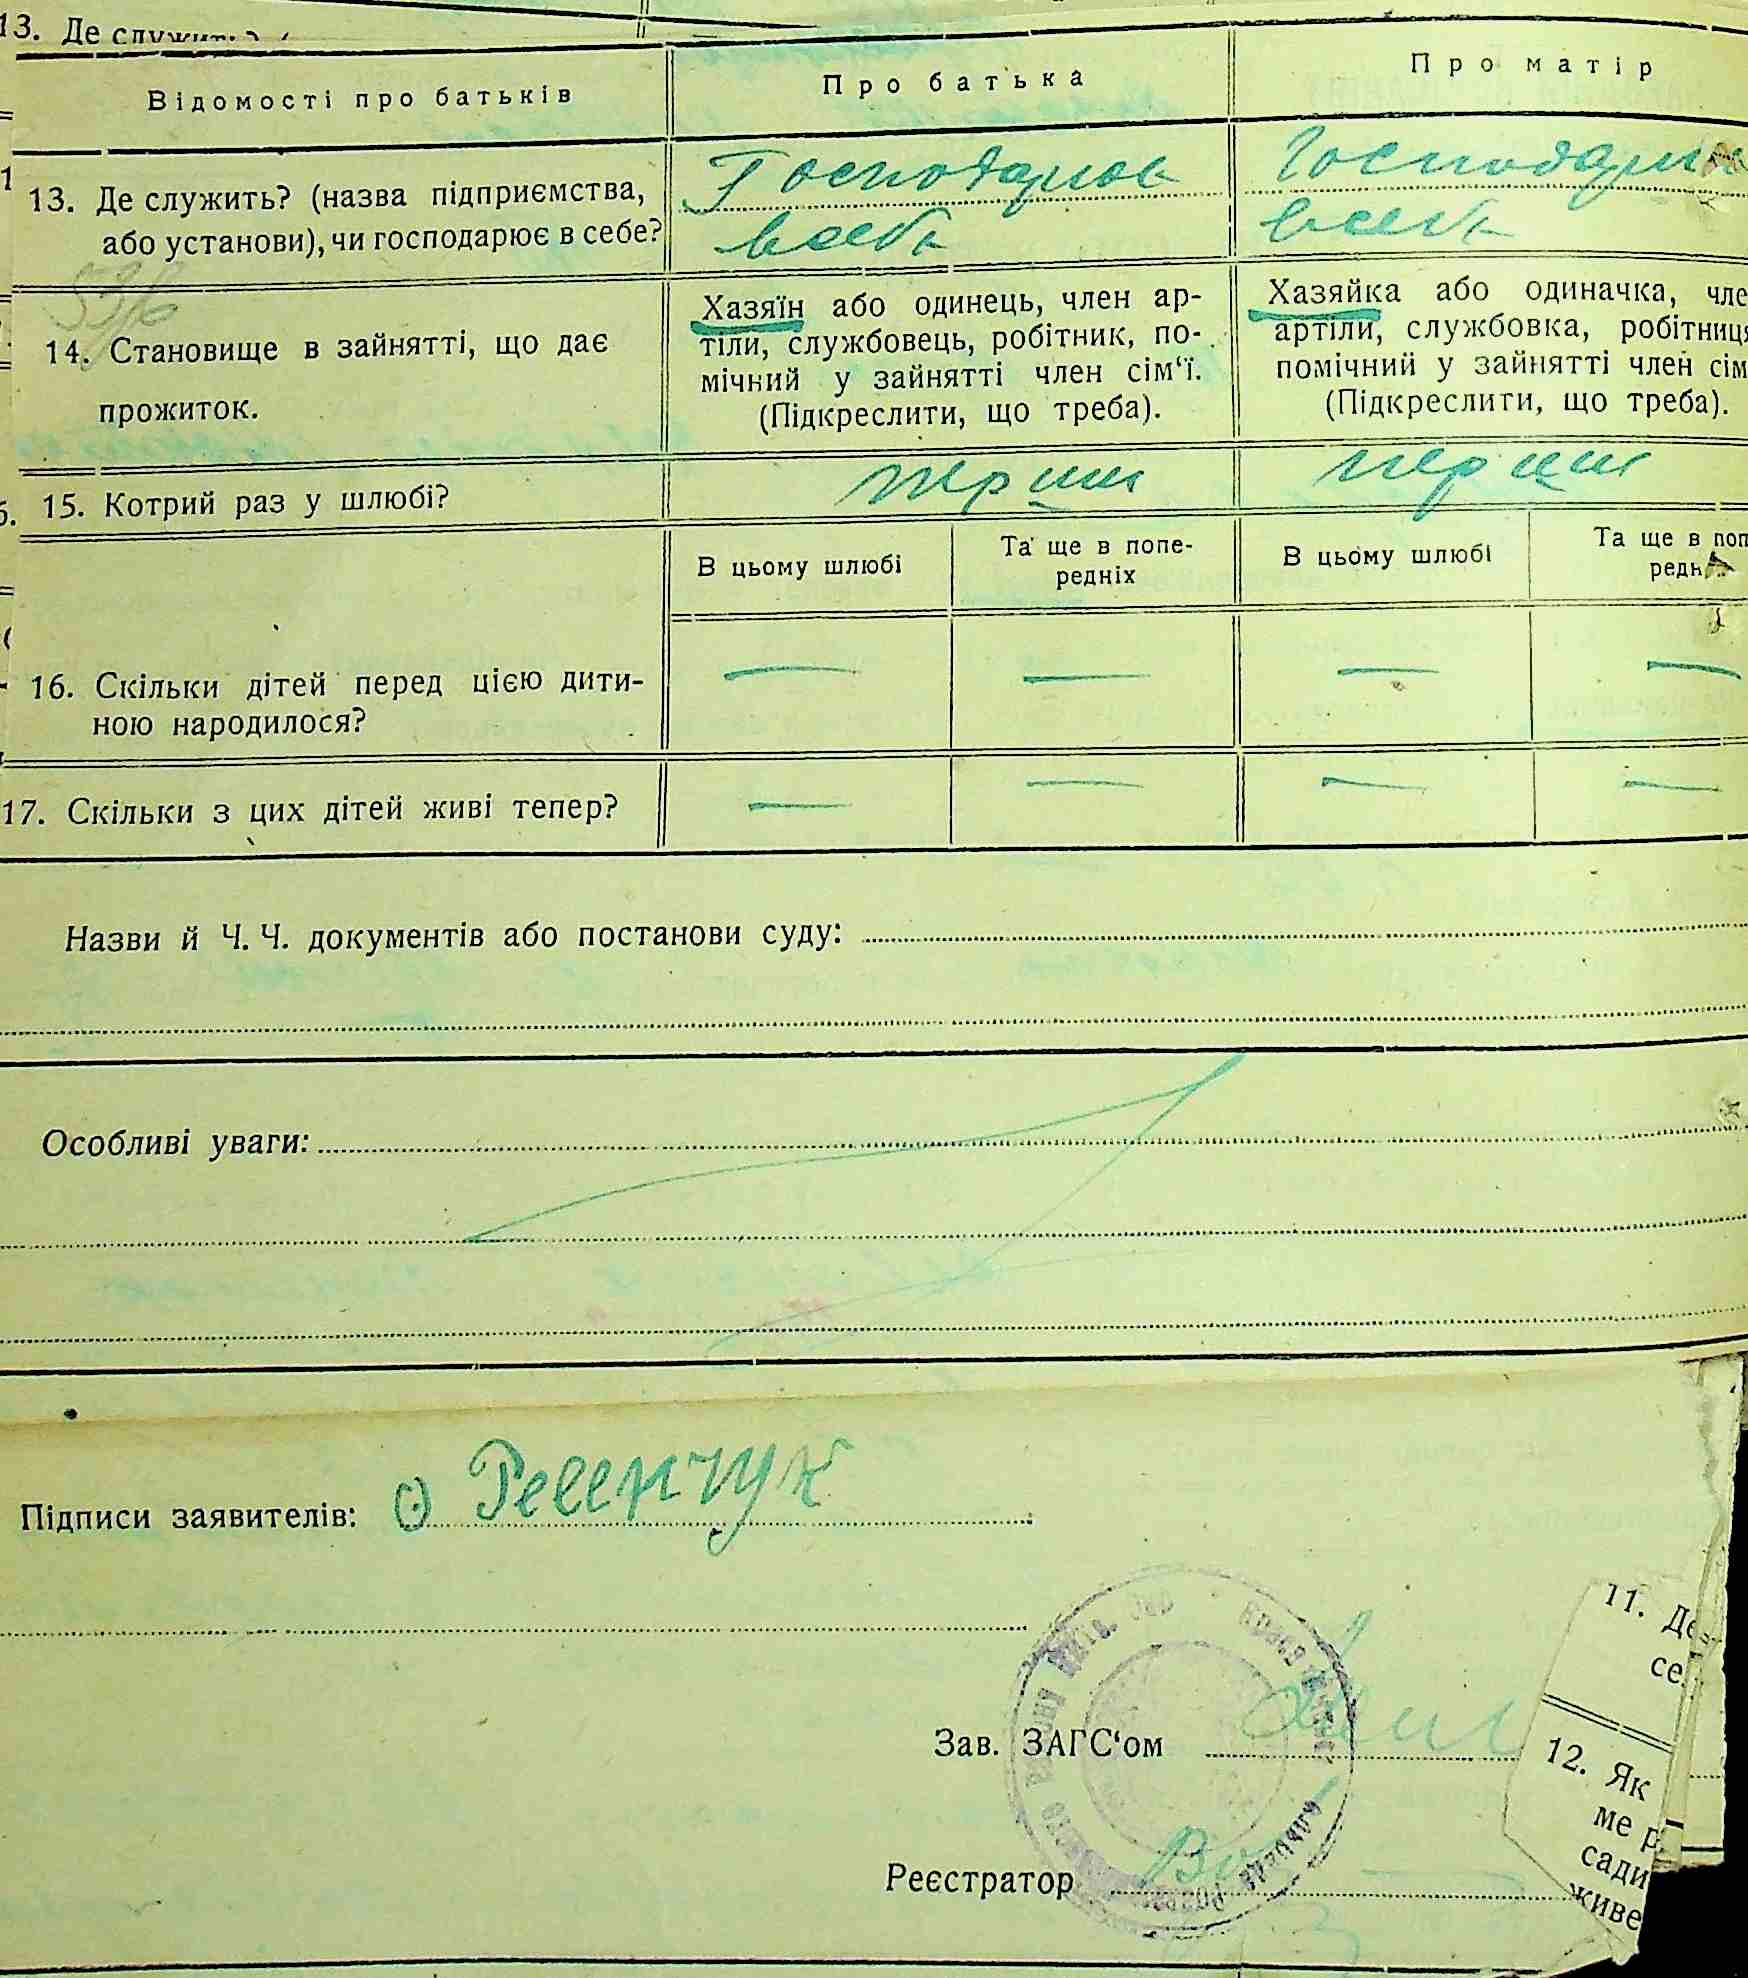 13. Де служить?
Відомості про батьків
Про батька
Про матір
13. Де служить? (назва підприємства,
або установи), чи господарює в себе?
Господарює
в себе
Господарює
в себе
53/6
14. Становище в зайнятті, що дає
прожиток.
Хазяїн або одинець, член ар-
тіли, службовець, робітник, по-
мічний у зайнятті член сім‘ї.
(Підкреслити, що треба).
Хазяйка або одиначка, чле
артіли, службовка, робітниця
помічний у зайнятті член сім
(Підкреслити, що треба).
15. Котрий раз у шлюбі?
перший
перший
В цьому шлюбі
Та ще в попе-
редніх
В цьому шлюбі
Та ще в поп
редн
16. Скільки дітей перед цією дити-
ною народилося?
— — — —
17. Скільки з цих дітей живі тепер?
— — — —
Назви й Ч. Ч. документів або постанови суду:
Особливі уваги:
Підписи заявителів:
Зав. ЗАГС‘ом
Реєстратор
11. Де
се
12. Як
ме р
сади
живе